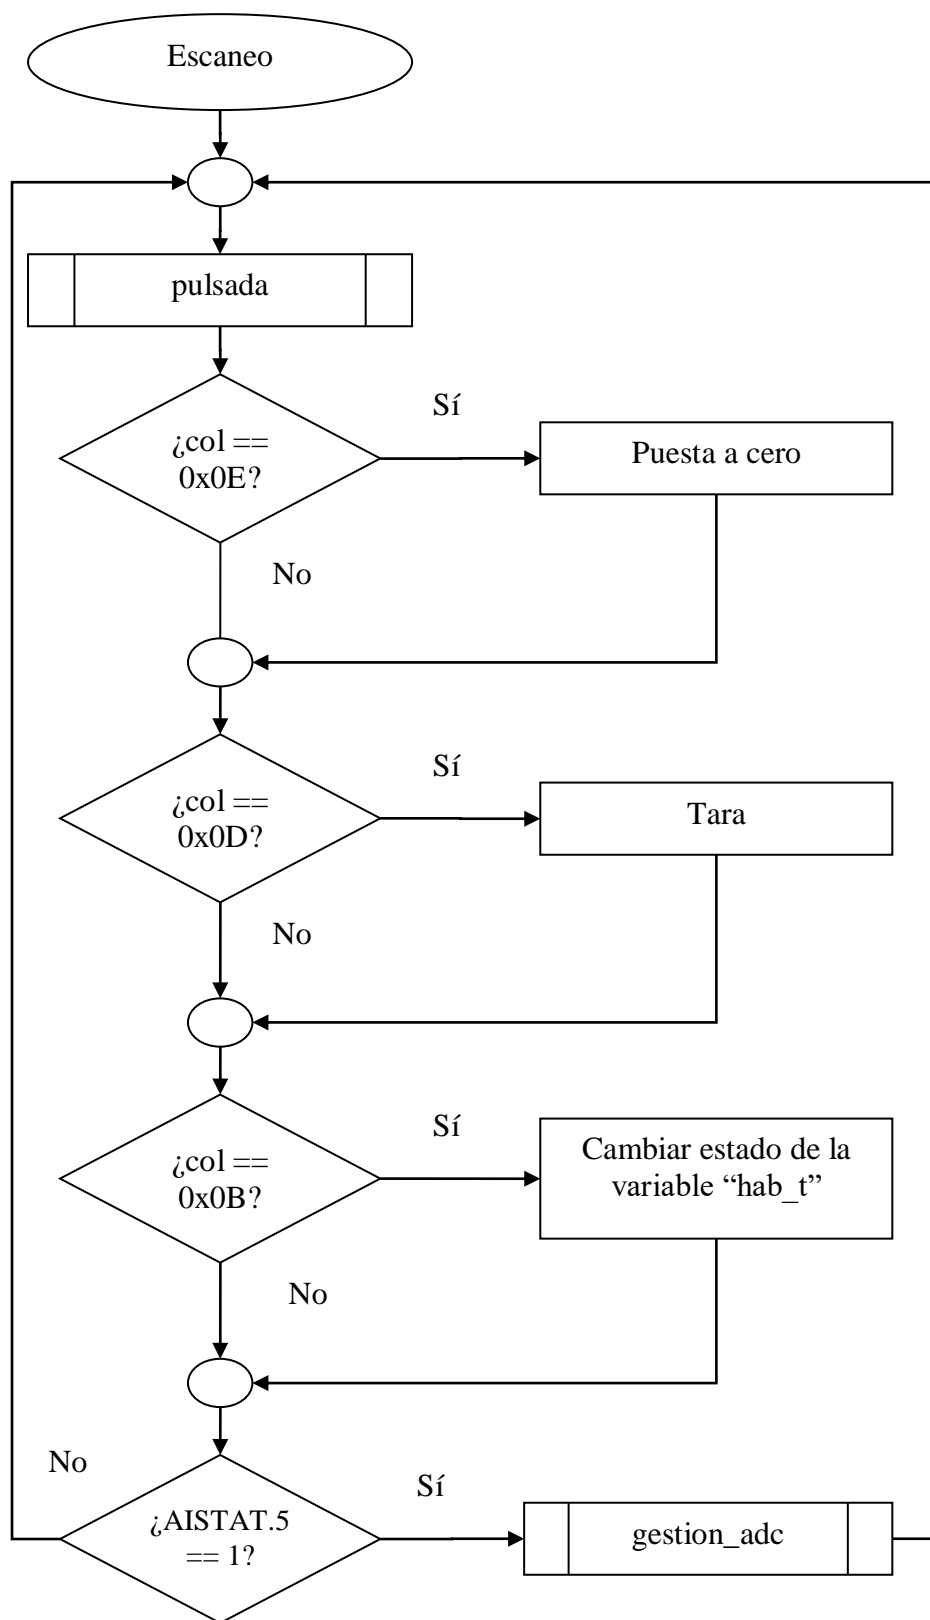 Escaneo
pulsada
Sí
¿col ==
0x0E?
Puesta a cero
No
Sí
¿col ==
0x0D?
Tara
No
Sí
¿col ==
0x0B?
Cambiar estado de la
variable “hab_t”
No
No
Sí
¿AISTAT.5
== 1?
gestion_adc